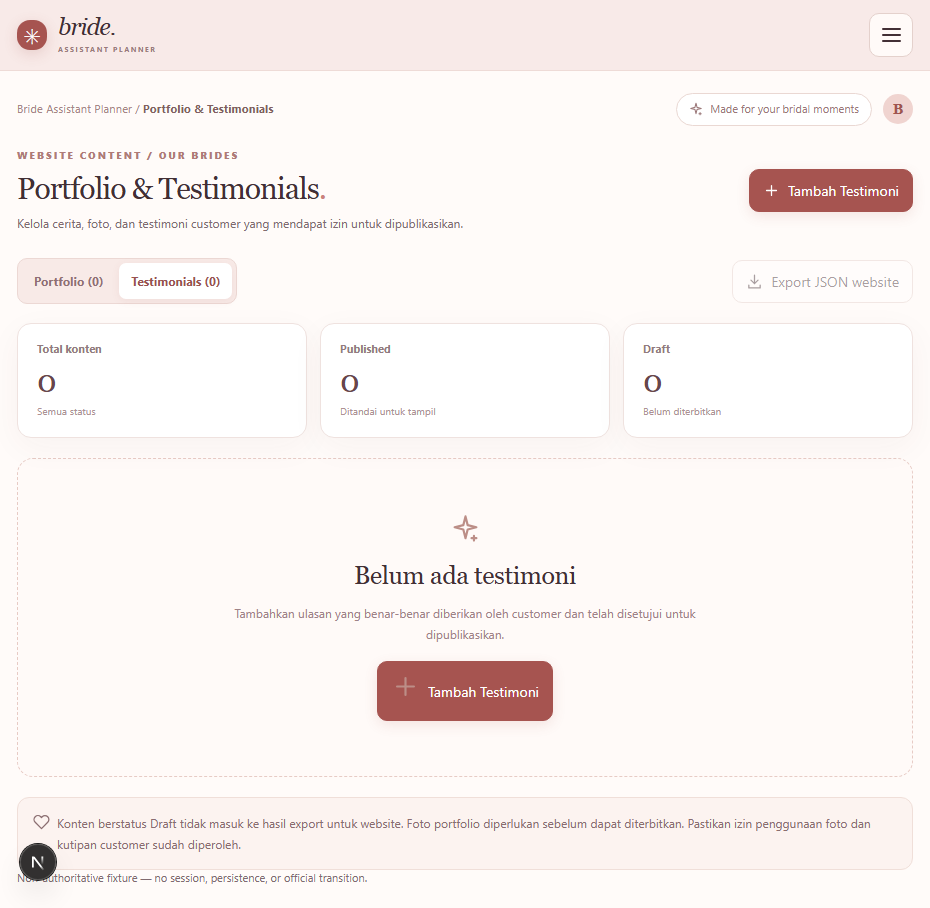 bride.
ASSISTANT PLANNER
Bride Assistant Planner / Portfolio & Testimonials
Made for your bridal moments
B
WEBSITE CONTENT / OUR BRIDES
Portfolio & Testimonials.
Tambah Testimoni
Kelola cerita, foto, dan testimoni customer yang mendapat izin untuk dipublikasikan.
Portfolio (0)
Testimonials (0)
Export JSON website
Total konten
0
Semua status
Published
0
Ditandai untuk tampil
Draft
0
Belum diterbitkan
Belum ada testimoni
Tambahkan ulasan yang benar-benar diberikan oleh customer dan telah disetujui untuk
dipublikasikan.
Tambah Testimoni
Konten berstatus Draft tidak masuk ke hasil export untuk website. Foto portfolio diperlukan sebelum dapat diterbitkan. Pastikan izin penggunaan foto dan
kutipan customer sudah diperoleh.
N
fixture — no session, persistence, or official transition.